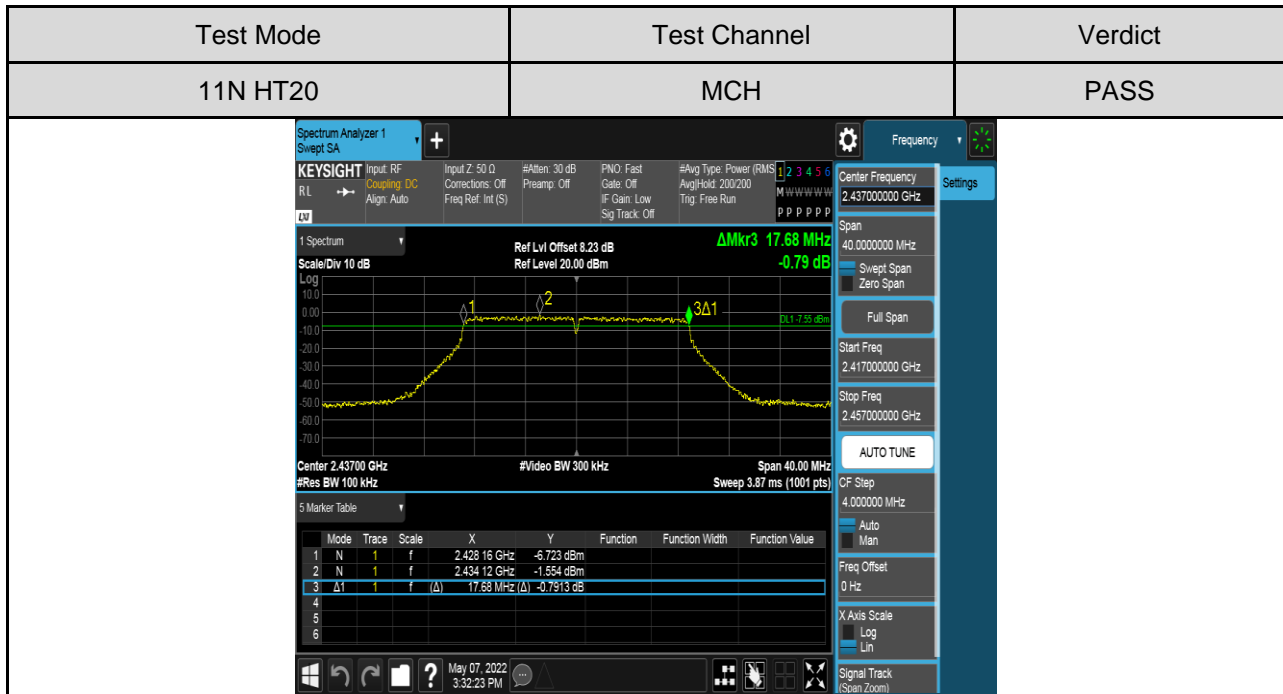 Test Mode Test Channel Verdict
11N HT20 MCH PASS
Spectrum Analyzer 1
Swept SA
+
Frequency
KEYSIGHT Input: RF Input Z: 50 Ω #Atten: 30 dB PNO: Fast #Avg Type: Power (RMS 1 2 3 4 5 6
RL Coupling: DC Corrections: Off Preamp: Off Gate: Off Avg|Hold: 200/200 M W W W W W
Align: Auto Freq Ref: Int (S) IF Gain: Low Trig: Free Run
LXI Sig Track: Off P P P P P P
1 Spectrum
Ref Lvl Offset 8.23 dB ΔMkr3 17.68 MHz
Scale/Div 10 dB Ref Level 20.00 dBm -0.79 dB
Log
10.0
0.00
-10.0
-20.0
-30.0
-40.0
-50.0
-60.0
-70.0
1
2
3Δ1
DL1 -7.55 dBm
Center 2.43700 GHz #Video BW 300 kHz Span 40.00 MHz
#Res BW 100 kHz Sweep 3.87 ms (1001 pts)
5 Marker Table
Mode Trace Scale X Y Function Function Width Function Value
1 N 1 f 2.428 16 GHz -6.723 dBm
2 N 1 f 2.434 12 GHz -1.554 dBm
3 Δ1 1 f (Δ) 17.68 MHz (Δ) -0.7913 dB
4
5
6
?
May 07, 2022
3:32:23 PM
Center Frequency
2.437000000 GHz
Settings
Span
40.0000000 MHz
Swept Span
Zero Span
Full Span
Start Freq
2.417000000 GHz
Stop Freq
2.457000000 GHz
AUTO TUNE
CF Step
4.000000 MHz
Auto
Man
Freq Offset
0 Hz
X Axis Scale
Log
Lin
Signal Track
(Span Zoom)